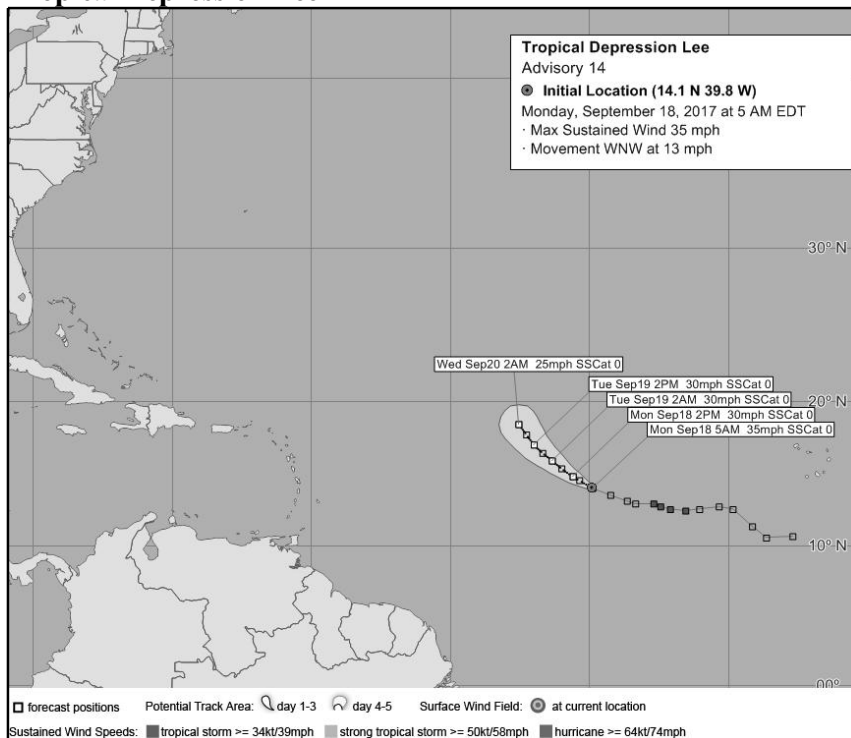 Tropical Depression Lee
Advisory 14
Initial Location (14.1 N 39.8 W)
Monday, September 18, 2017 at 5 AM EDT
· Max Sustained Wind 35 mph
· Movement WNW at 13 mph
30° N
Wed Sep20 2AM 25mph SSCat 0
Tue Sep19 2PM 30mph SSCat 0
20° N
Tue Sep19 2AM 30mph SSCat 0
Mon Sep18 2PM 30mph SSCat 0
Mon Sep18 5AM 35mph SSCat 0
10° N
00°
forecast positions Potential Track Area: day 1-3 day 4-5 Surface Wind Field: at current location
Sustained Wind Speeds: tropical storm >= 34kt/39mph strong tropical storm >= 50kt/58mph hurricane >= 64kt/74mph